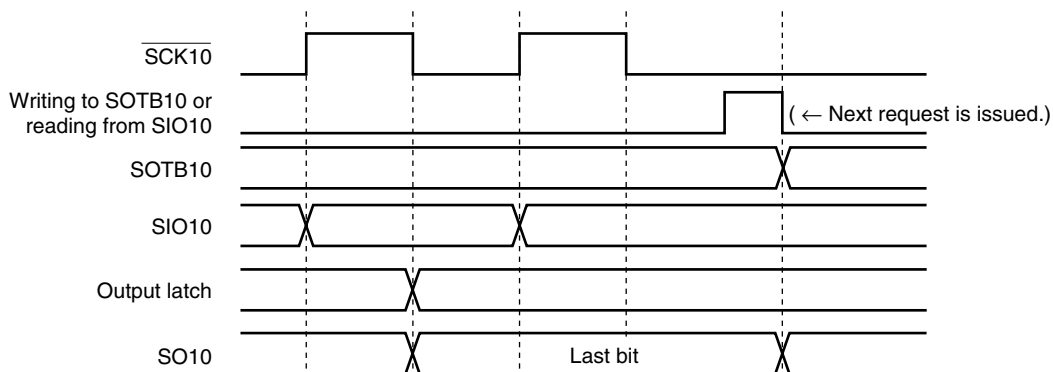 SCK10
Writing to SOTB10 or
reading from SIO10
( ← Next request is issued.)
SOTB10
SIO10
Output latch
SO10
Last bit